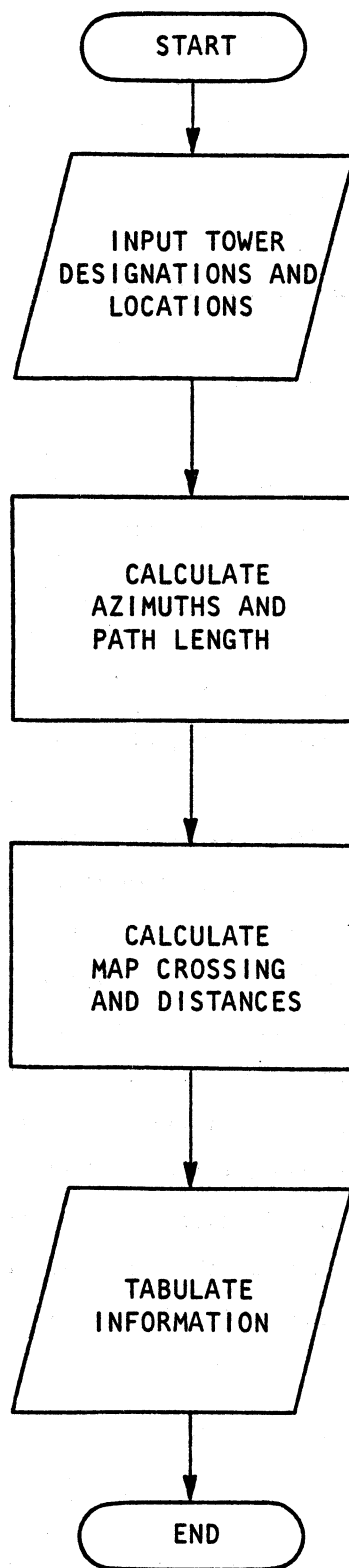 START
INPUT TOWER
DESIGNATIONS AND
LOCATIONS
CALCULATE
AZIMUTHS AND
PATH LENGTH
CALCULATE
MAP CROSSING
AND DISTANCES
TABULATE
INFORMATION
END